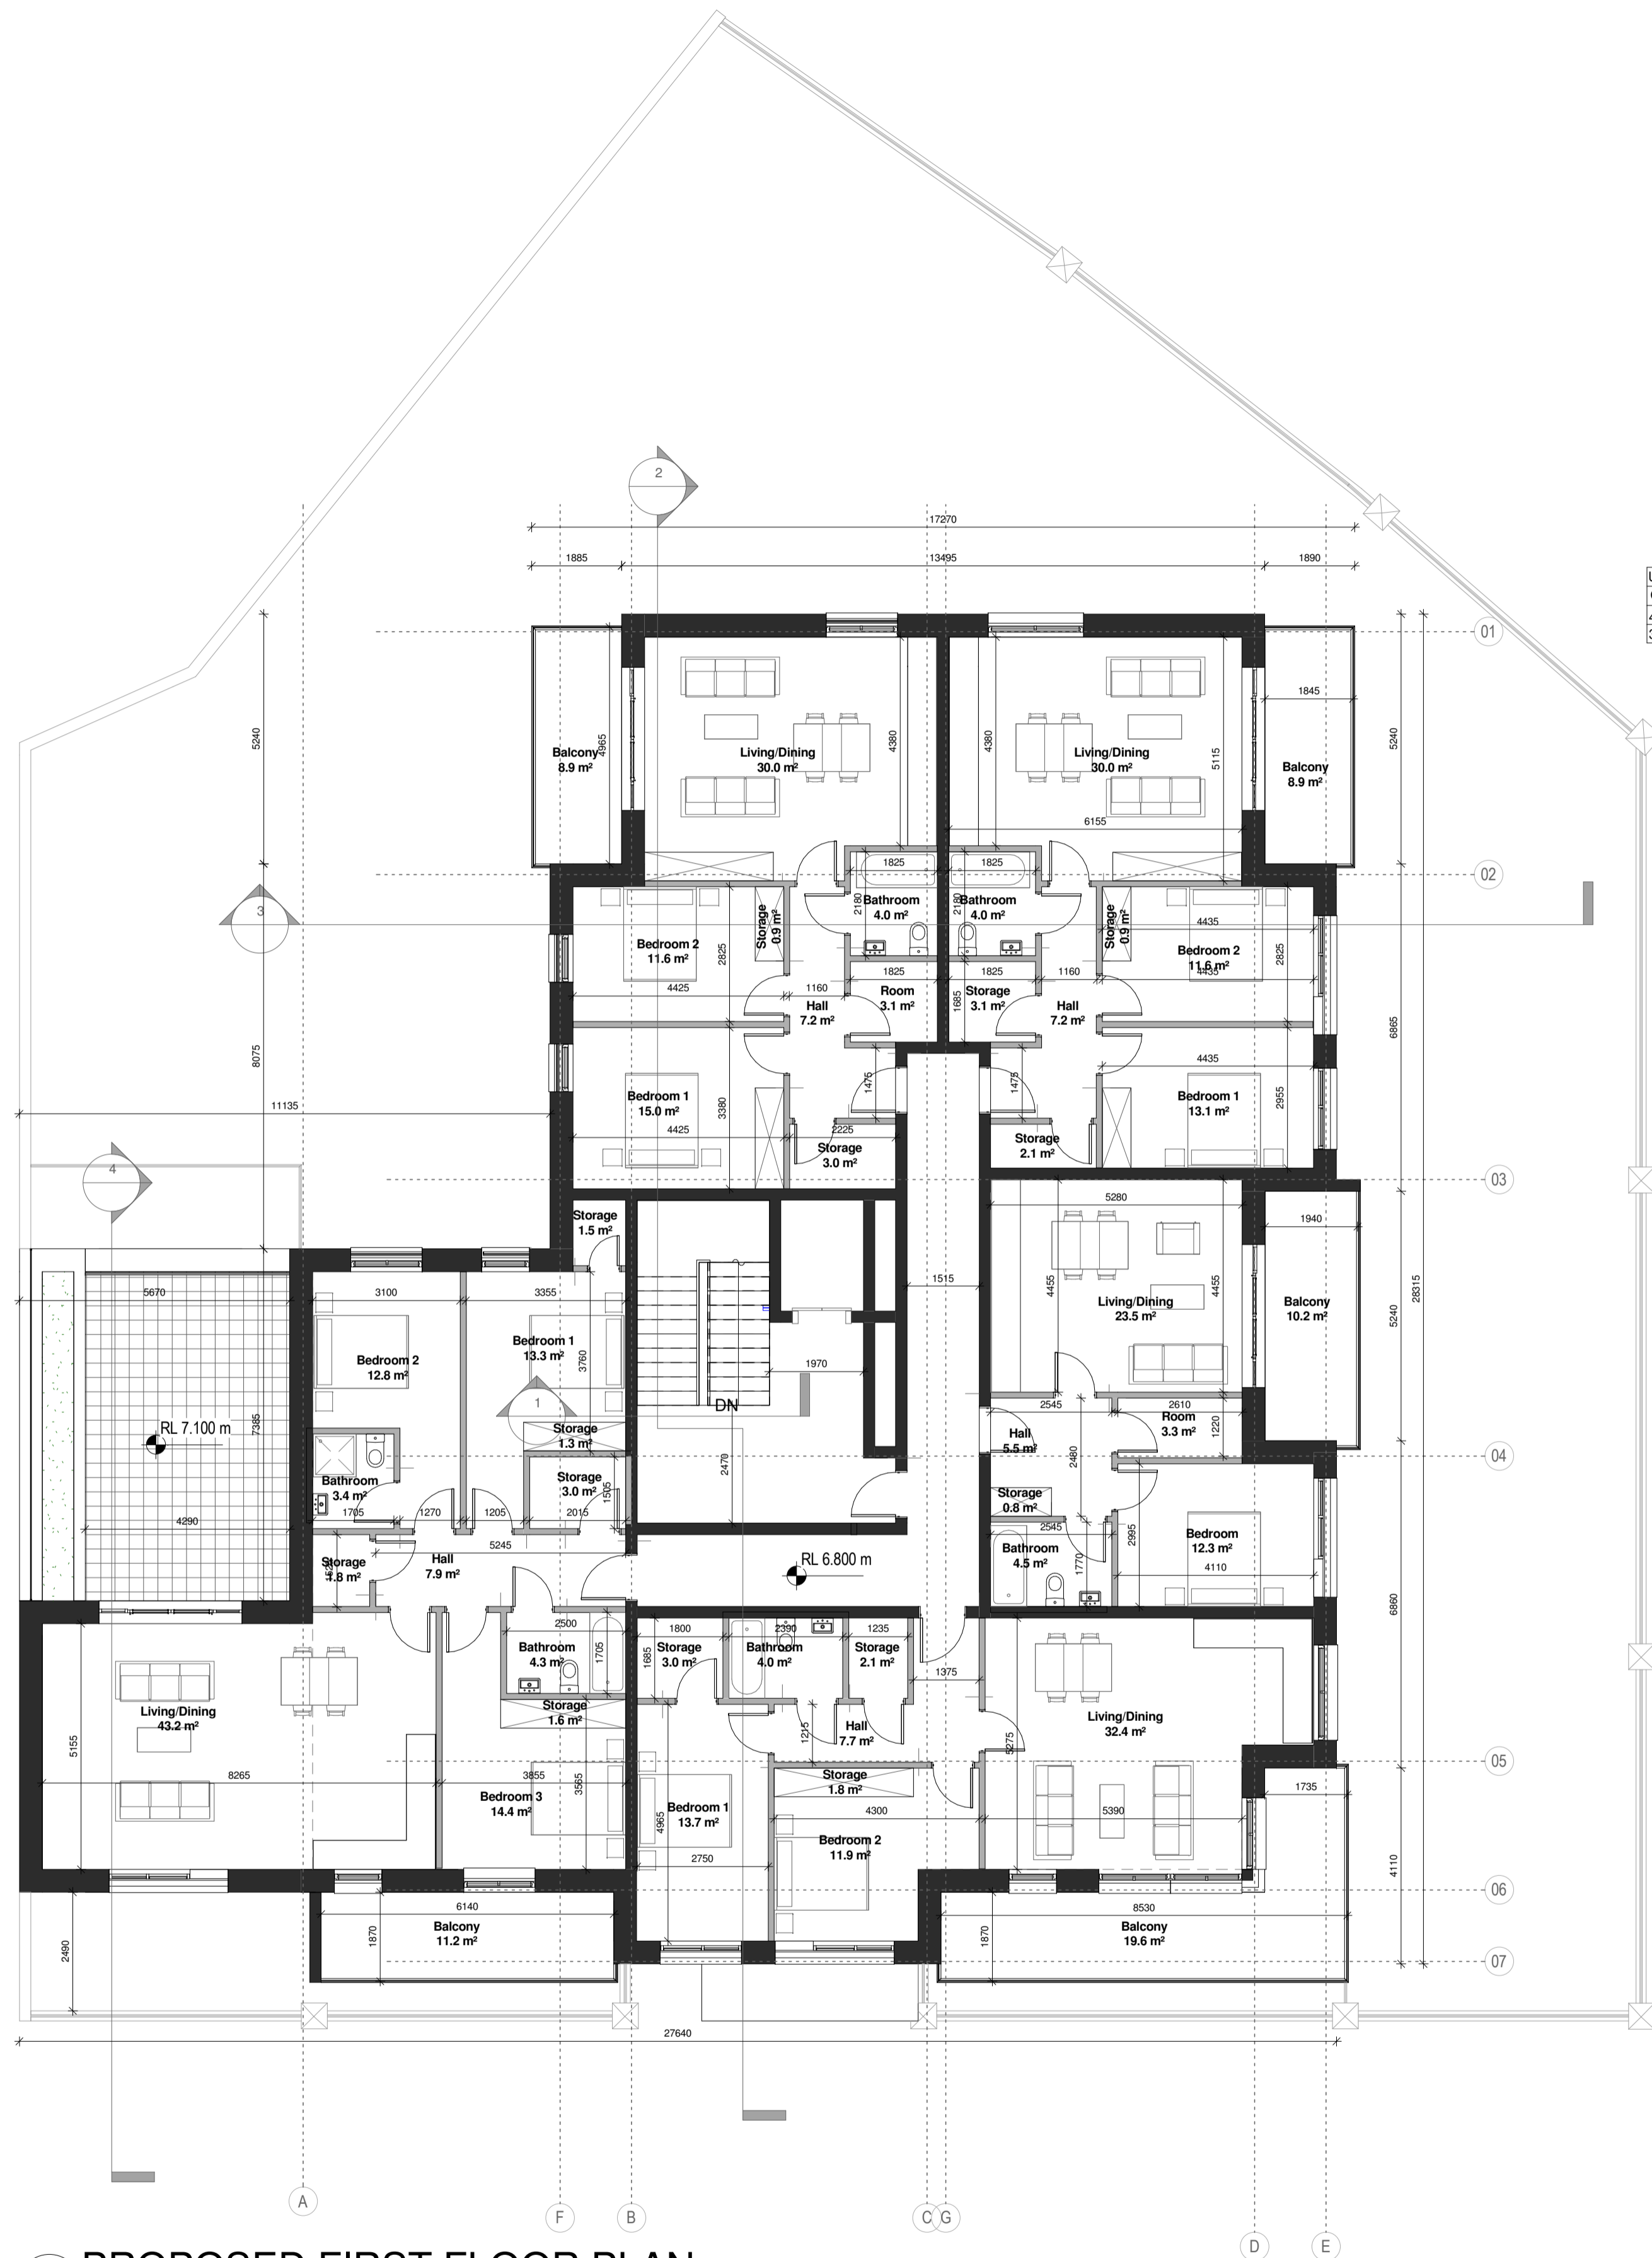 2
17270
1885
13495
1890
01
5240
4965
Balcony
8.9 m²
Living/Dining
30.0 m²
4380
4380
Living/Dining
30.0 m²
5115
6155
1845
Balcony
8.9 m²
5240
02
3
1825
1825
2180
Bathroom
4.0 m²
2180
Bathroom
4.0 m²
Storage
0.9 m²
Storage
0.9 m²
Bedroom 2
11.6 m²
2825
4425
1160
Hall
7.2 m²
1825
Room
3.1 m²
1825
Storage
3.1 m²
1685
1160
Hall
7.2 m²
4435
Bedroom 2
11.6 m²
4435
2825
6865
8075
11135
Bedroom 1
15.0 m²
3380
4425
1475
2225
Storage
3.0 m²
1475
Storage
2.1 m²
4435
Bedroom 1
13.1 m²
2955
4
03
Storage
1.5 m²
5280
1940
1515
4455
4455
Living/Dining
23.5 m²
Balcony
10.2 m²
5240
28315
5670
3100
3355
Bedroom 2
12.8 m²
Bedroom 1
13.3 m²
3760
1970
DN
1
RL 7.100 m
7385
4290
Storage
1.3 m²
Storage
3.0 m²
1505
2470
2545
2610
Hall
5.5 m²
2480
Room
3.3 m²
1220
04
Bathroom
3.4 m²
1705
1270
1205
2015
5245
Storage
1.8 m²
Hall
7.9 m²
RL 6.800 m
Storage
0.8 m²
2545
Bathroom
4.5 m²
1770
2995
Bedroom
12.3 m²
4110
6860
2500
Bathroom
4.3 m²
1705
1685
1800
Storage
3.0 m²
2390
Bathroom
4.0 m²
1235
Storage
2.1 m²
1375
Living/Dining
43.2 m²
5155
8265
Storage
1.6 m²
3855
Bedroom 3
14.4 m²
3565
1215
Hall
7.7 m²
5275
Living/Dining
32.4 m²
05
Storage
1.8 m²
4965
Bedroom 1
13.7 m²
2750
4300
Bedroom 2
11.9 m²
5390
1735
4110
06
2490
6140
Balcony
11.2 m²
1870
1870
8530
Balcony
19.6 m²
07
27640
A
F
B
C
G
D
E
PROPOSED FIRST FLOOR PLAN